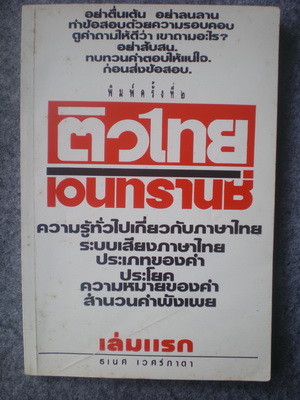 อย่าตื่นเต้น อย่าลนลาน
ทำข้อสอบด้วยความรอบคอบ
ดูคำถามให้ดีว่า เขาถามอะไร?
อย่าสับสน.
ทบทวนคำตอบให้แน่ใจ.
ก่อนส่งข้อสอบ.
พิมพ์ครั้งที่๒
ติวไทย
เอนทรานซ์
ความรู้ทั่วไปเกี่ยวกับภาษาไทย
ระบบเสียงภาษาไทย
ประเภทของคำ
ประโยค
ความหมายของคำ
สำนวนคำพังเพย
เล่มแรก
ธเนศ เวศร์ภาดา